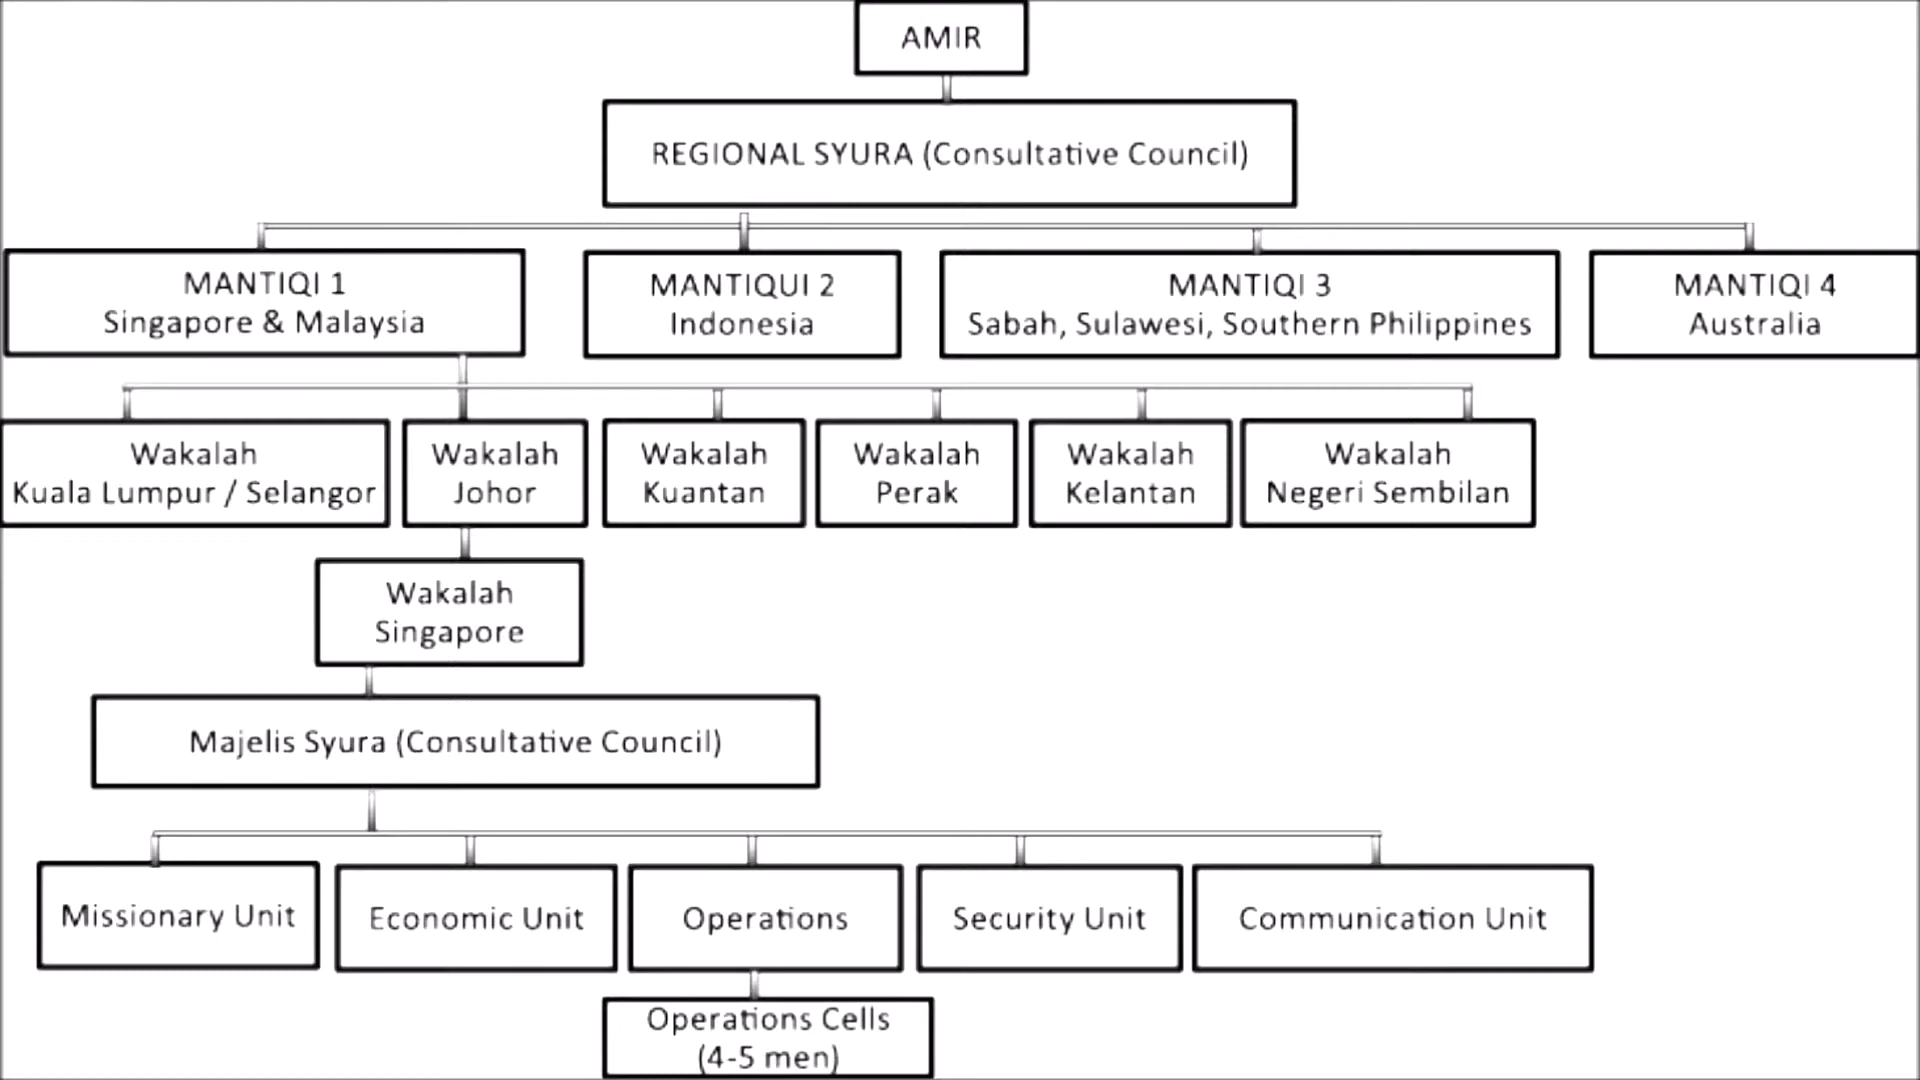 AMIR
REGIONAL SYURA (Consultative Council)
MANTIQI 1
Singapore & Malaysia
MANTIQUI 2
Indonesia
MANTIQI 3
Sabah, Sulawesi, Southern Philippines
MANTIQI 4
Australia
Wakalah
Kuala Lumpur / Selangor
Wakalah
Johor
Wakalah
Kuantan
Wakalah
Perak
Wakalah
Kelantan
Wakalah
Negeri Sembilan
Wakalah
Singapore
Majelis Syura (Consultative Council)
Missionary Unit
Economic Unit
Operations
Security Unit
Communication Unit
Operations Cells
(4-5 men)